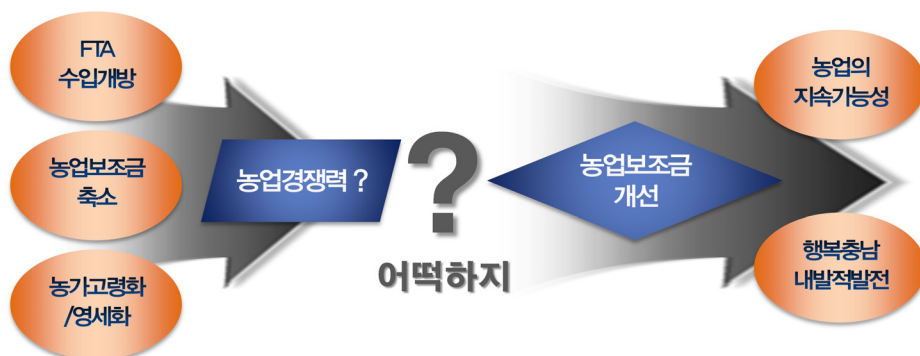 FTA
수입개방
농업보조금
축소
농가고령화
/영세화
농업경쟁력 ?
?
어떡하지
농업보조금
개선
농업의
지속가능성
행복충남
내발적발전